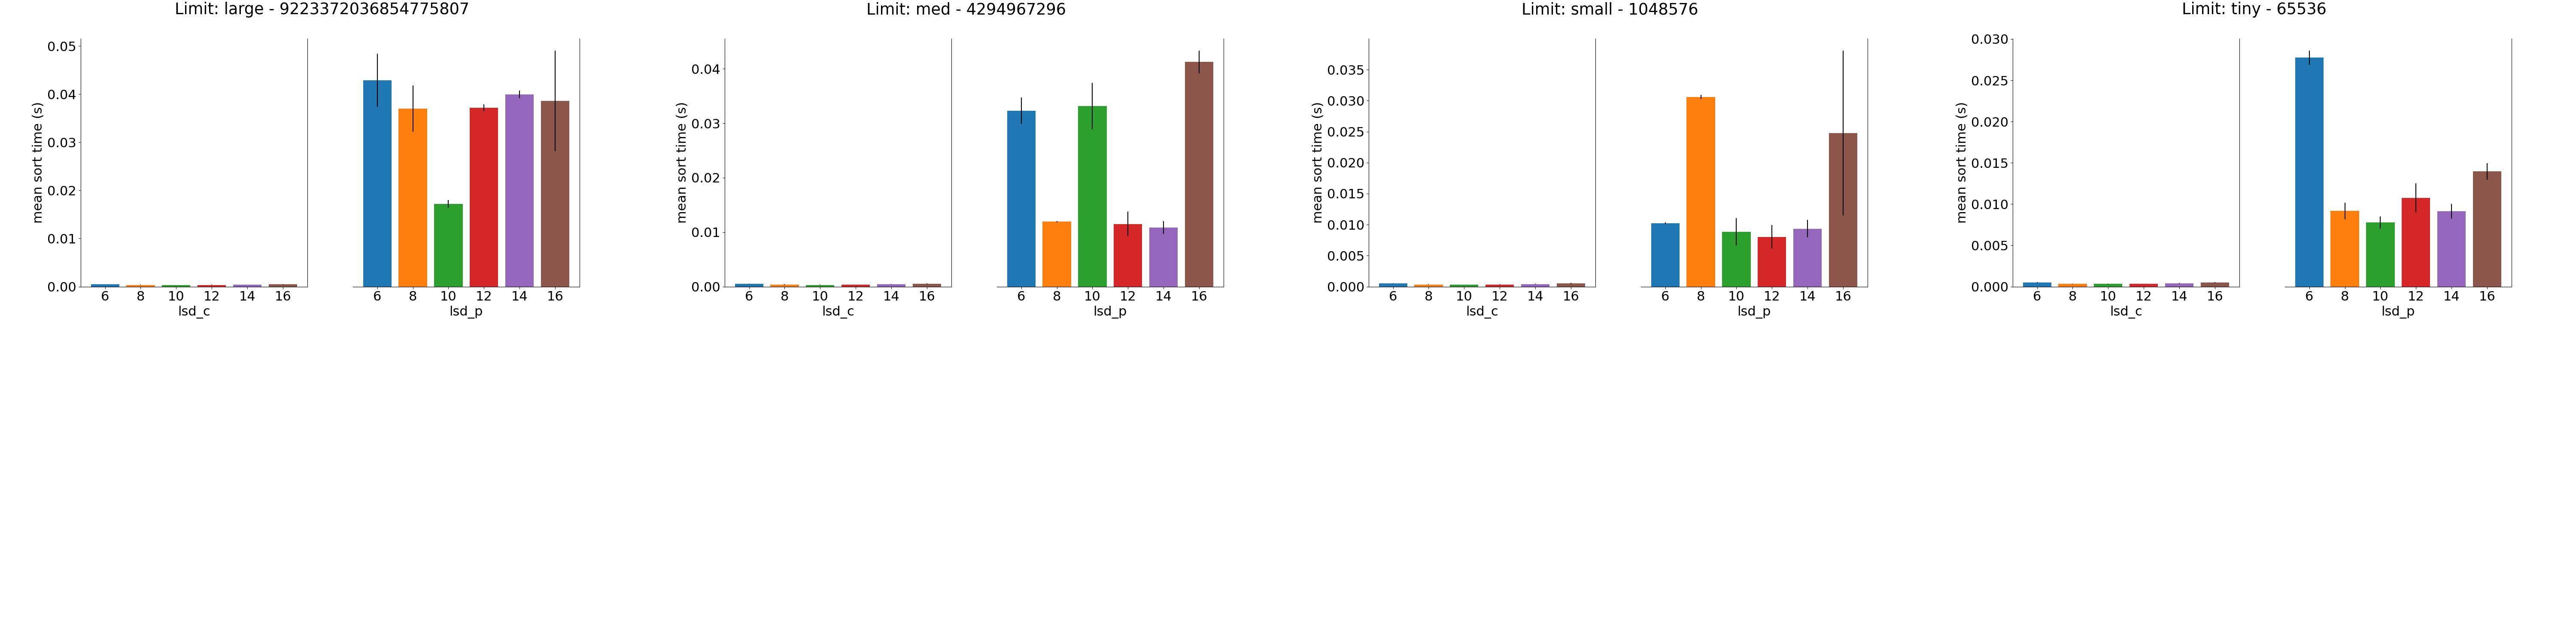 Limit: large - 9223372036854775807
mean sort time (s)
0.05
0.04
0.03
0.02
0.01
0.00
6 8 10 12 14 16
lsd_c
6 8 10 12 14 16
lsd_p
Limit: med - 4294967296
mean sort time (s)
0.04
0.03
0.02
0.01
0.00
6 8 10 12 14 16
lsd_c
6 8 10 12 14 16
lsd_p
Limit: small - 1048576
mean sort time (s)
0.035
0.030
0.025
0.020
0.015
0.010
0.005
0.000
6 8 10 12 14 16
lsd_c
6 8 10 12 14 16
lsd_p
Limit: tiny - 65536
mean sort time (s)
0.030
0.025
0.020
0.015
0.010
0.005
0.000
6 8 10 12 14 16
lsd_c
6 8 10 12 14 16
lsd_p